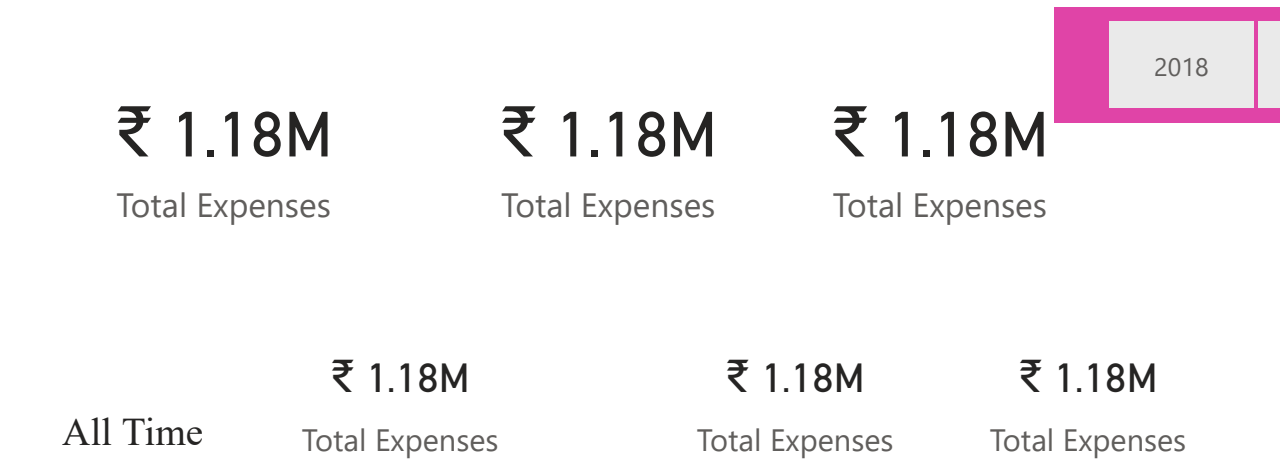 2018
₹ 1.18M ₹ 1.18M ₹ 1.18M
Total Expenses Total Expenses Total Expenses
₹ 1.18M ₹ 1.18M ₹ 1.18M
All Time Total Expenses Total Expenses Total Expenses